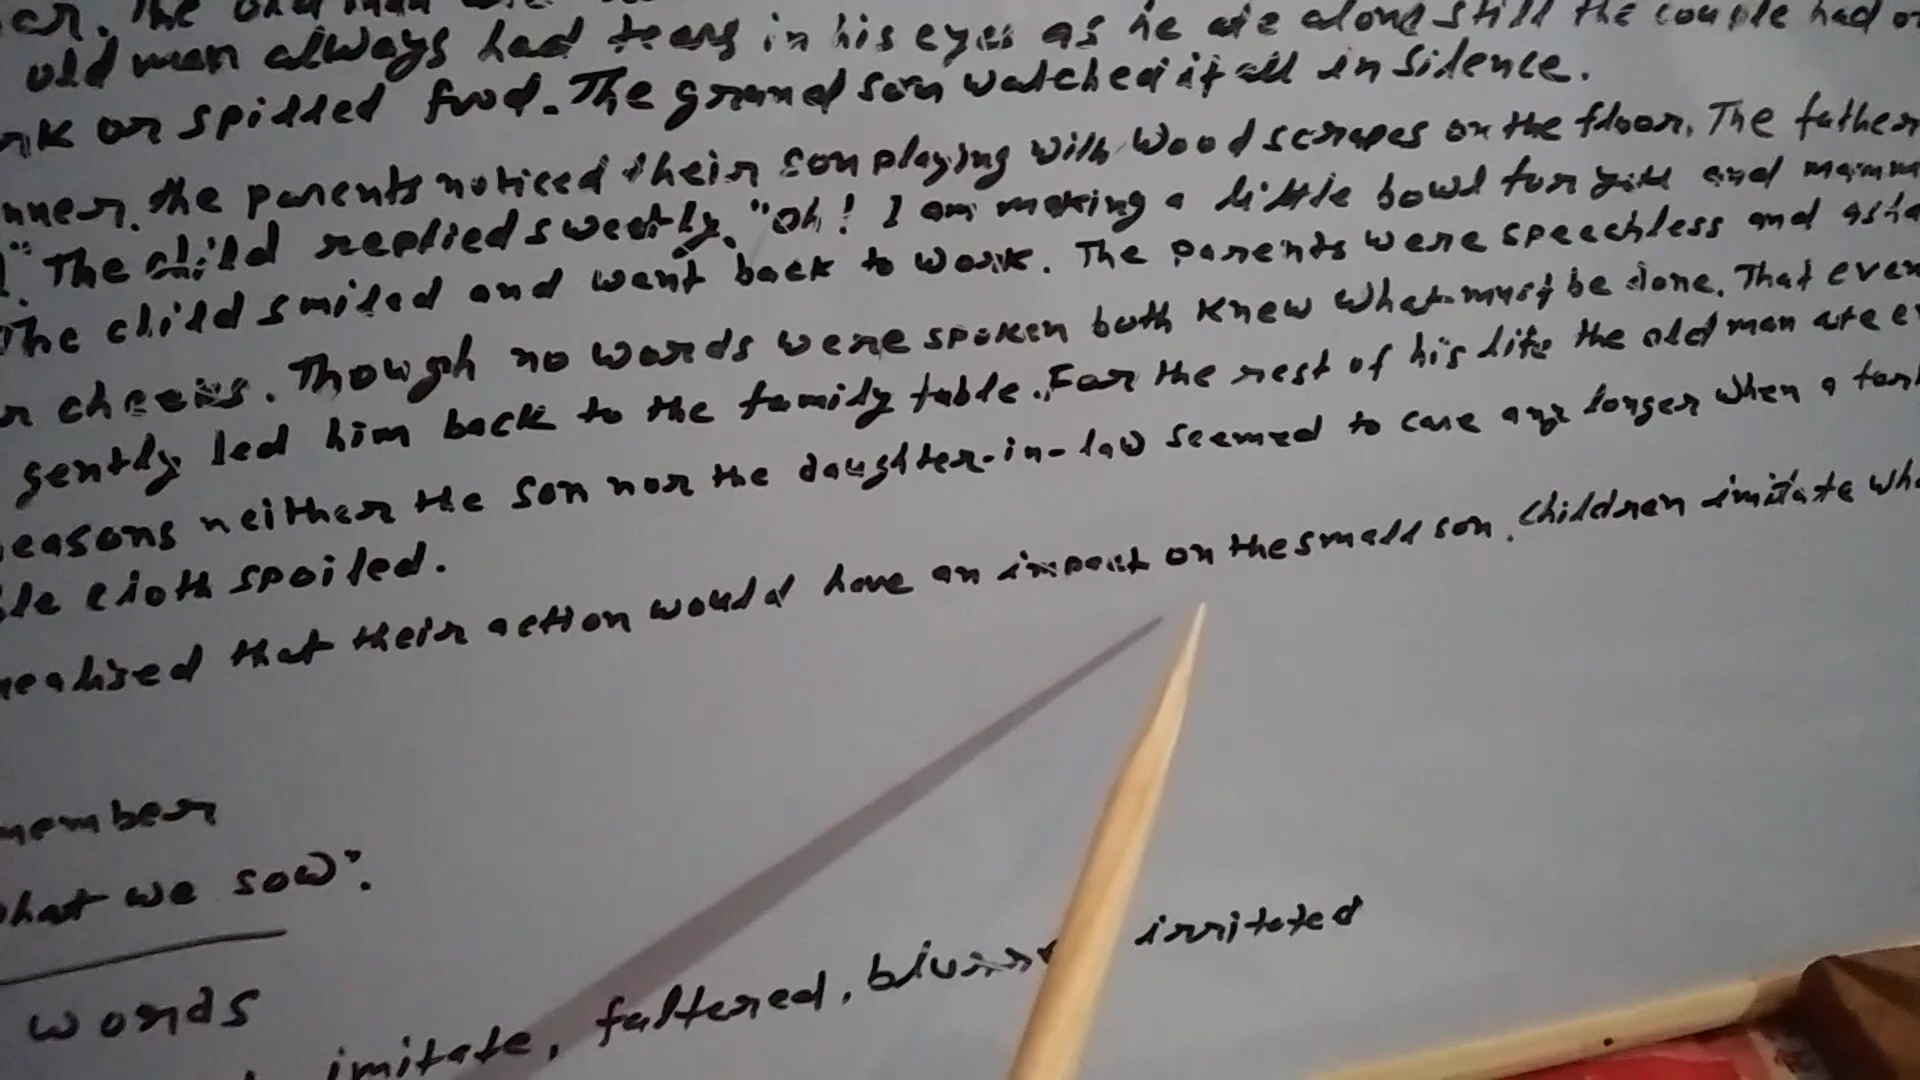 er. The old man
old man always had tears in his eyes as he ate alone still the couple had
or spilled food. The grand son watched it all in silence.
the parents noticed their son playing with wood scrapes on the floor. The father
" The child replied sweetly. "Oh! I am making a little bowl for you and
The child smiled and went back to work. The parents were speechless and
cheeks. Though no words were spoken both knew what must be done. That
gently led him back to the family table. For the rest of his life the old man ate
neither the son nor the daughter-in-law seemed to care any longer when a
cloth spoiled.
realised that their action would have an impact on the small son. Children imitate
member
what we sow".
words
imitate, faltered, irritated